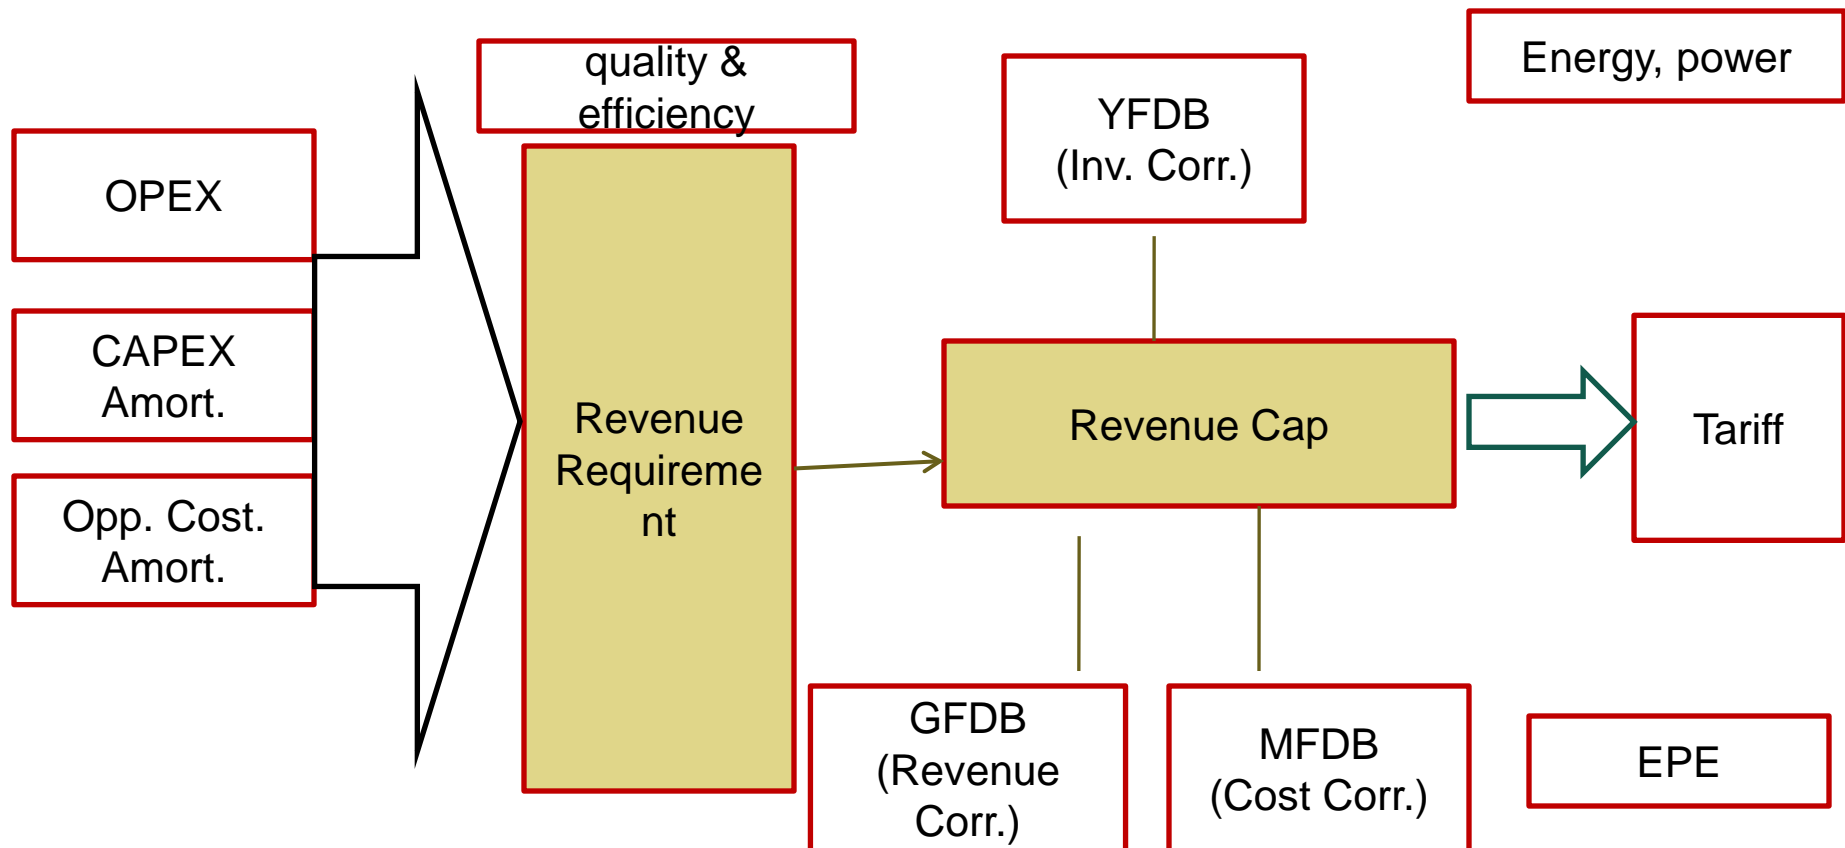 quality &
efficiency
Energy, power
YFDB
(Inv. Corr.)
OPEX
CAPEX
Amort.
Opp. Cost.
Amort.
Revenue
Requireme
nt
Revenue Cap
Tariff
GFDB
(Revenue
Corr.)
MFDB
(Cost Corr.)
EPE